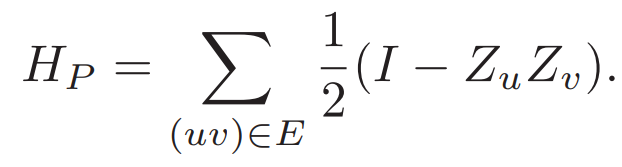 H_P = \sum_{(uv) \in E} \frac{1}{2}(I - Z_u Z_v).